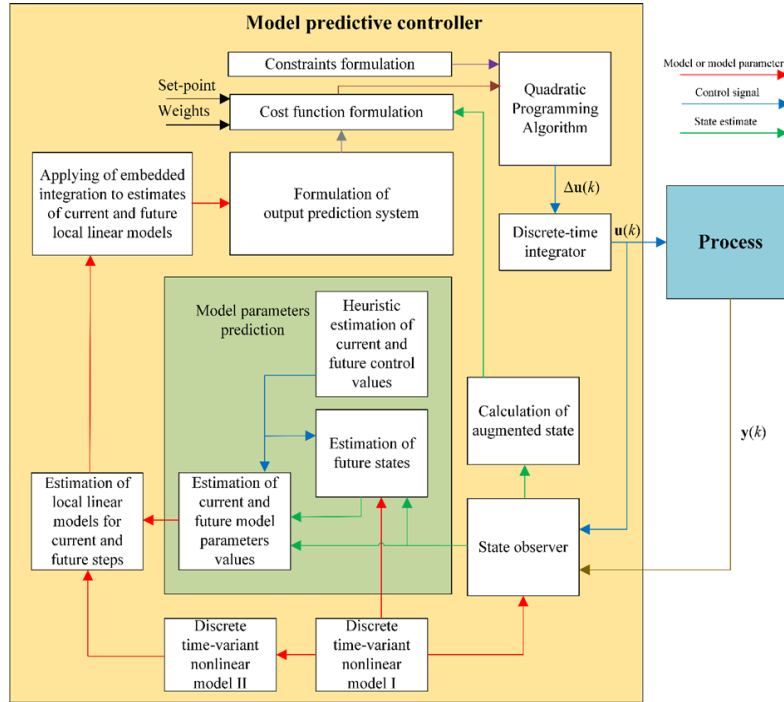 Model predictive controller
Constraints formulation
Set-point
Weights
Cost function formulation
Quadratic
Programming
Algorithm
Model or model parameter
Control signal
State estimate
Applying of embedded
integration to estimates
of current and future
local linear models
Formulation of
output prediction system
Δu(k)
Discrete-time
integrator
u(k)
Process
Model parameters
prediction
Heuristic
estimation of
current and
future control
values
Calculation of
augmented state
y(k)
Estimation of
future states
Estimation of
local linear
models for
current and
future steps
Estimation of
current and
future model
parameters
values
State observer
Discrete
time-variant
nonlinear
model II
Discrete
time-variant
nonlinear
model I